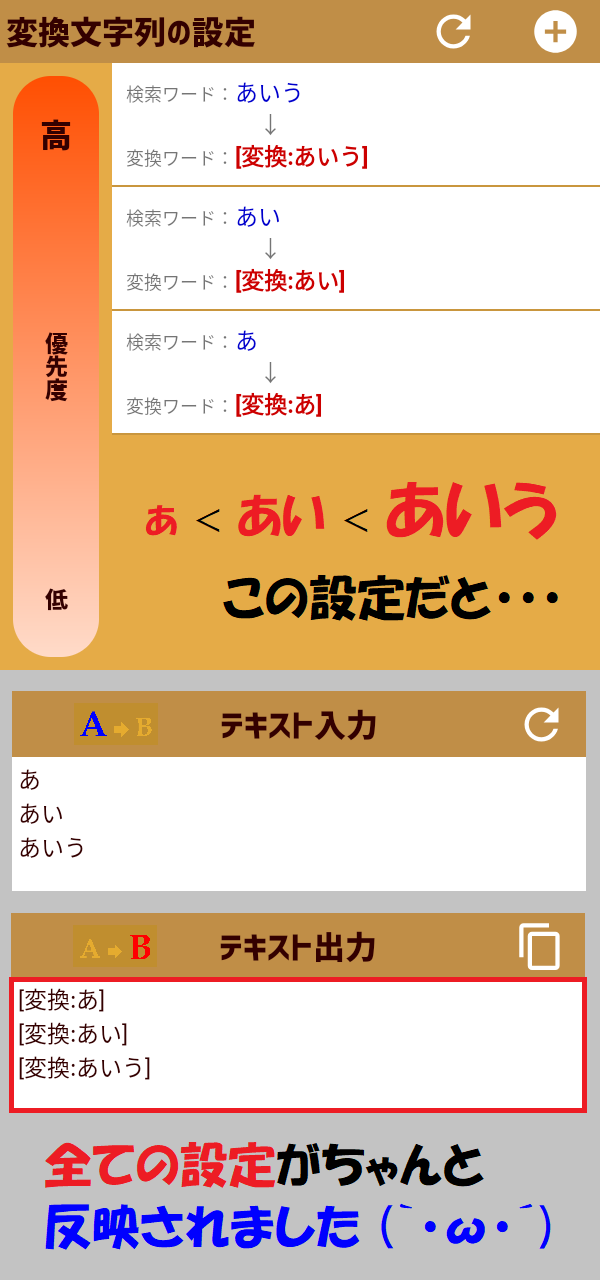 変換文字列の設定
高
優先度
低
検索ワード：あいう
↓
変換ワード：[変換:あいう]
検索ワード：あい
↓
変換ワード：[変換:あい]
検索ワード：あ
↓
変換ワード：[変換:あ]
あ < あい < あいう
この設定だと・・・
A B テキスト入力
あ
あい
あいう
A B テキスト出力
[変換:あ]
[変換:あい]
[変換:あいう]
全ての設定がちゃんと
反映されました（｀・ω・´）